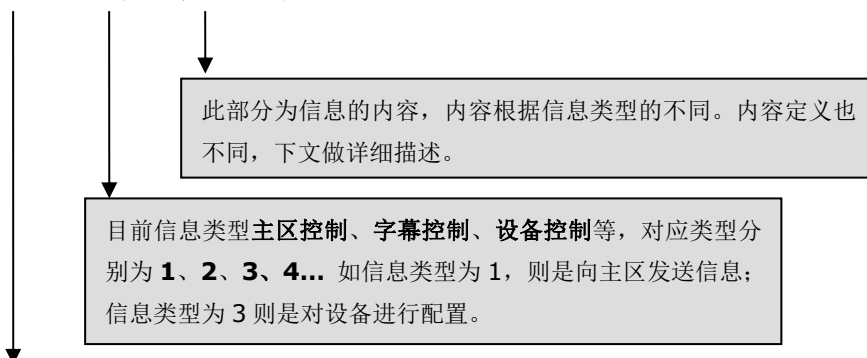 此部分为信息的内容，内容根据信息类型的不同。内容定义也
不同，下文做详细描述。
目前信息类型主区控制、字幕控制、设备控制等，对应类型分
别为 1、2、3、4... 如信息类型为 1，则是向主区发送信息；
信息类型为 3 则是对设备进行配置。